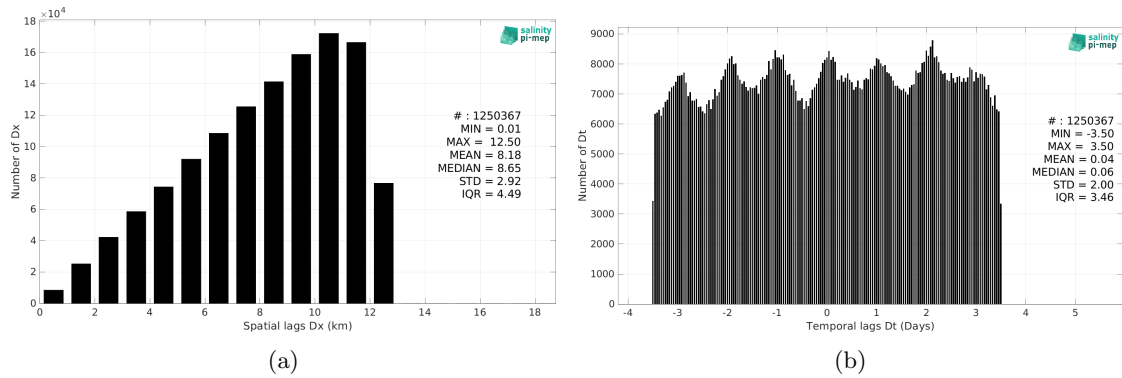 ×10⁴
18
16
14
12
10
8
6
4
2
0
Number of Dx
0 2 4 6 8 10 12 14 16 18
Spatial lags Dx (km)
salinity
pi-mep
# : 1250367
MIN = 0.01
MAX = 12.50
MEAN = 8.18
MEDIAN = 8.65
STD = 2.92
IQR = 4.49
(a)
9000
8000
7000
6000
5000
4000
3000
2000
1000
0
Number of Dt
-4 -3 -2 -1 0 1 2 3 4 5
Temporal lags Dt (Days)
salinity
pi-mep
# : 1250367
MIN = -3.50
MAX = 3.50
MEAN = 0.04
MEDIAN = 0.06
STD = 2.00
IQR = 3.46
(b)